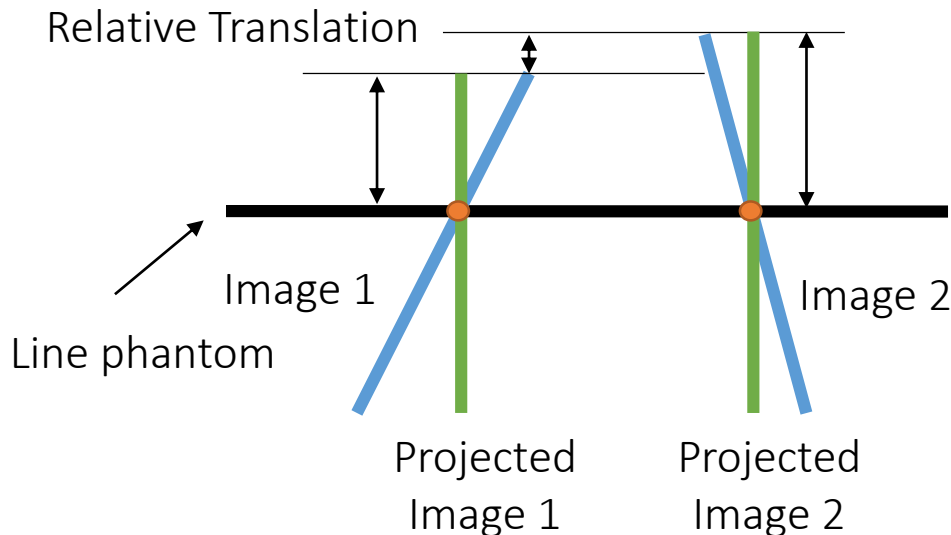 Relative Translation
Image 1
Image 2
Line phantom
Projected
Image 1
Projected
Image 2